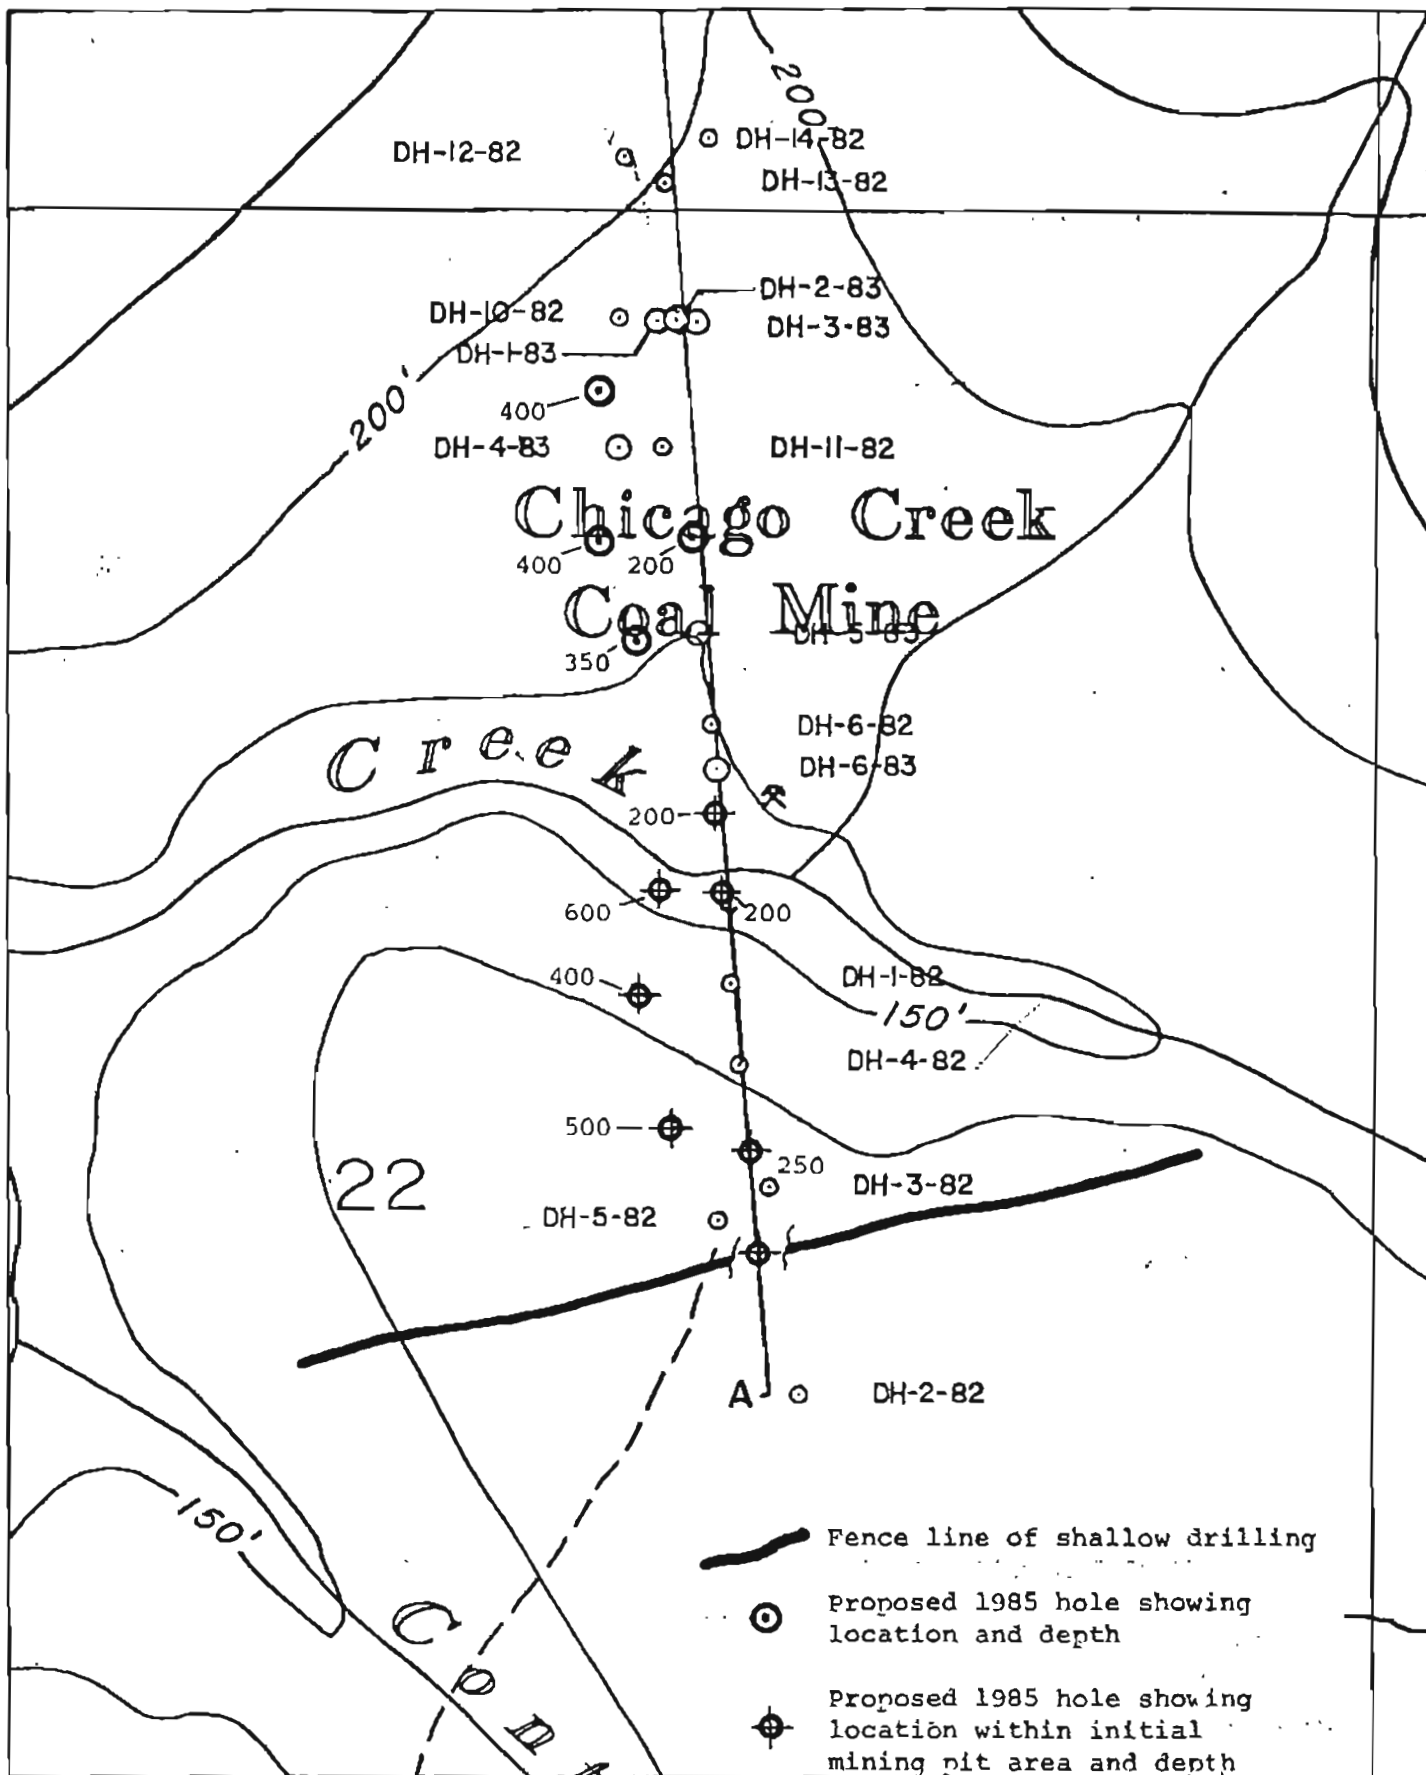 200
DH-12-82
DH-14-82
DH-13-82
DH-2-83
DH-10-82
DH-3-83
DH-1-83
200'
400
DH-4-83
DH-11-82
Chicago Creek
400
200
Coal Mine
DH-5-83
350
DH-6-82
Creek
DH-6-83
200
600
200
400
DH-1-82
150'
DH-4-82
500
250
22
DH-3-82
DH-5-82
A
DH-2-82
150'
Fence line of shallow drilling
Proposed 1985 hole showing
location and depth
Con
Proposed 1985 hole showing
location within initial
mining pit area and depth